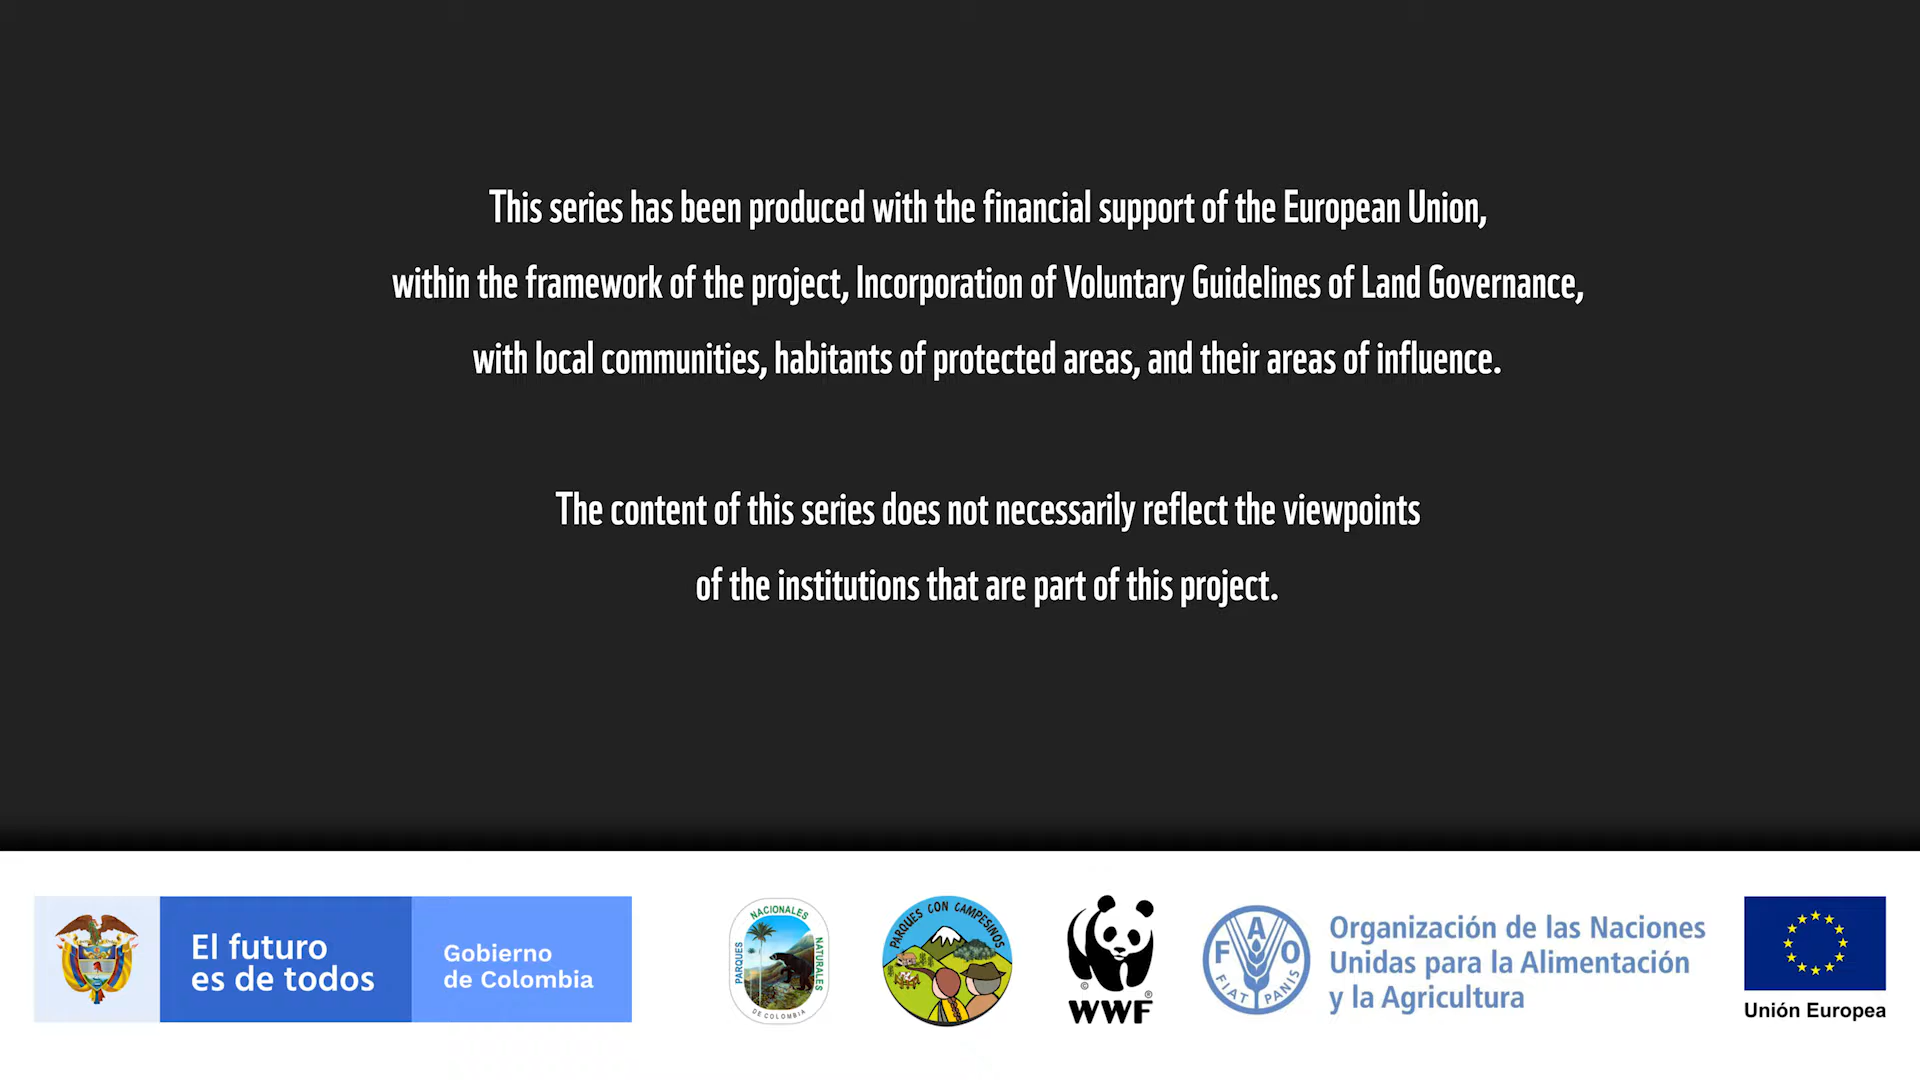 This series has been produced with the financial support of the European Union,
within the framework of the project, Incorporation of Voluntary Guidelines of Land Governance,
with local communities, habitants of protected areas, and their areas of influence.
The content of this series does not necessarily reflect the viewpoints
of the institutions that are part of this project.
El futuro
es de todos
Gobierno
de Colombia
PARQUES NACIONALES NATURALES
DE COLOMBIA
PARQUES CON CAMPESINOS
©
WWF®
F A O
FIAT PANIS
Organización de las Naciones
Unidas para la Alimentación
y la Agricultura
Unión Europea